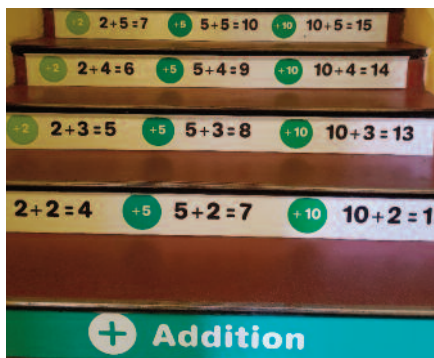 +2 2+5=7 +5 5+5=10 +10 10+5=15
+2 2+4=6 +5 5+4=9 +10 10+4=14
+2 2+3=5 +5 5+3=8 +10 10+3=13
2+2=4 +5 5+2=7 +10 10+2=1
+ Addition